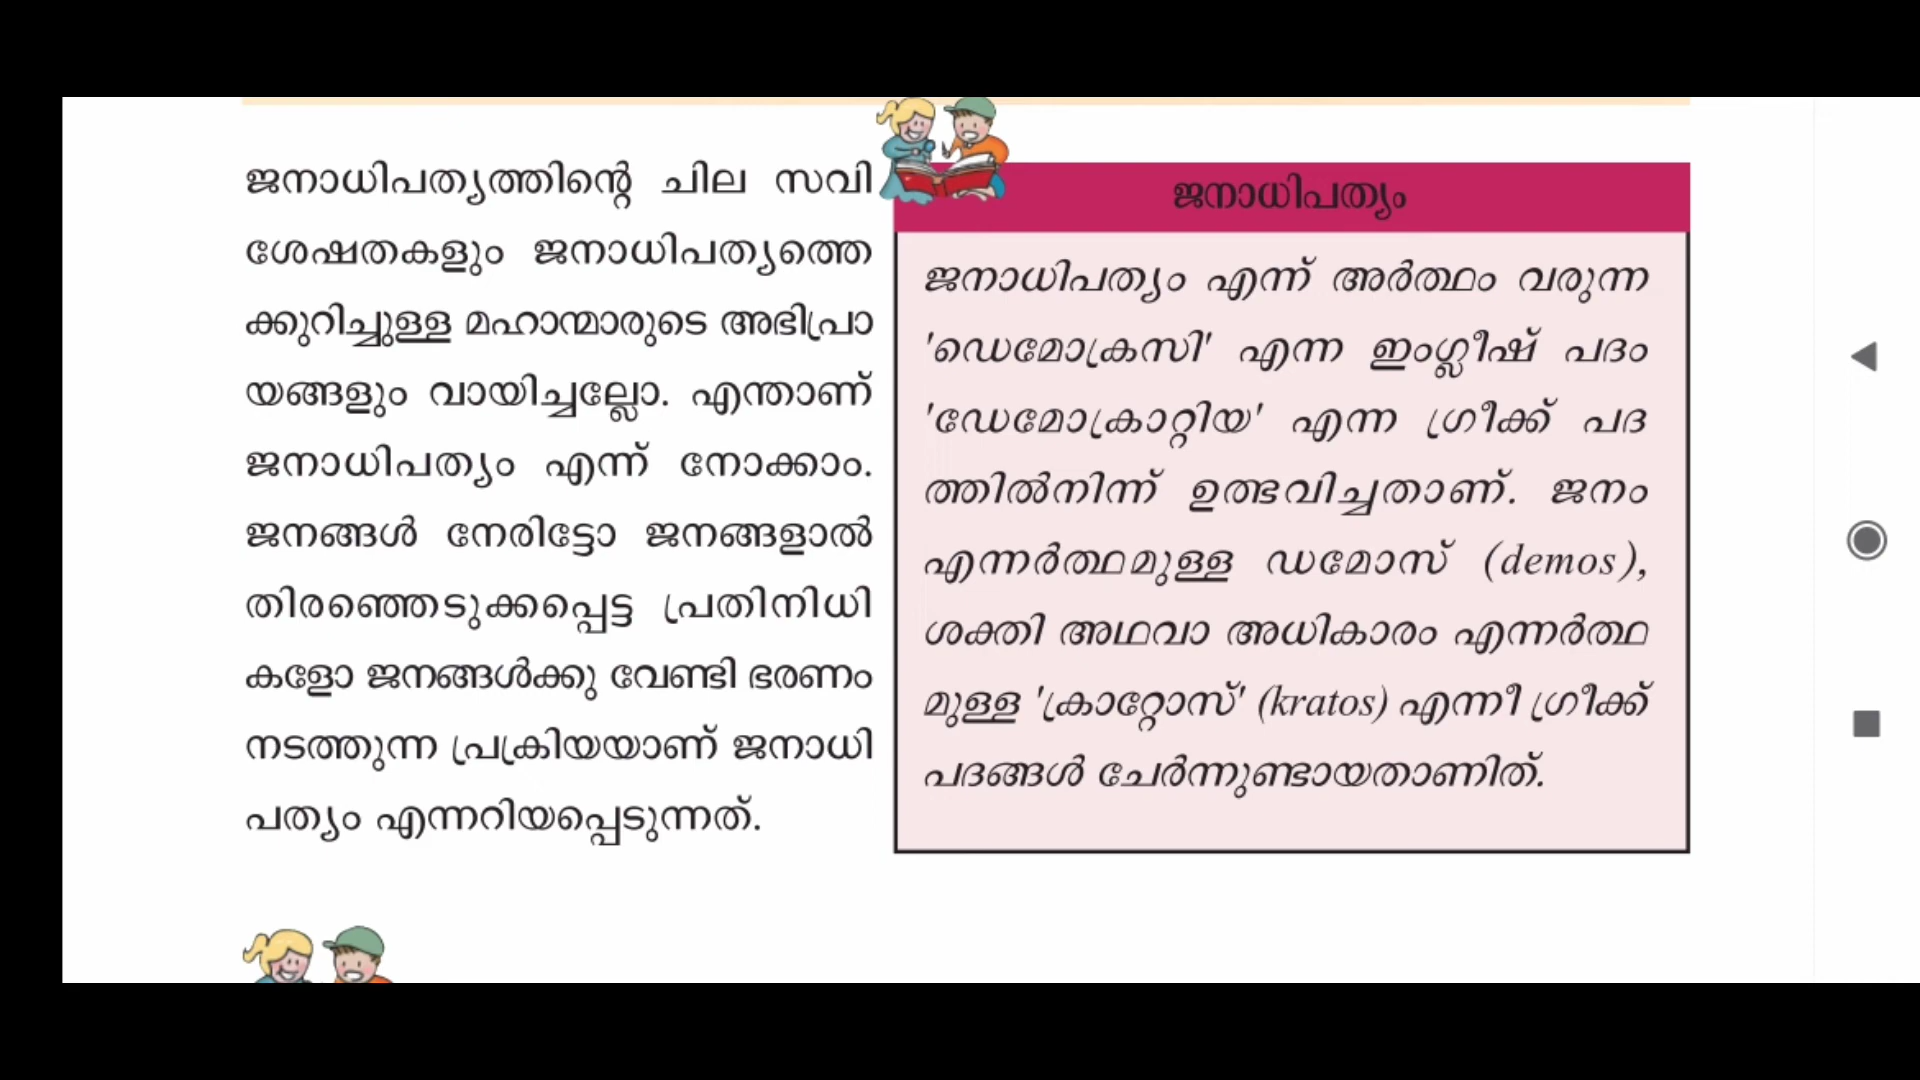 ജനാധിപത്യത്തിന്റെ ചില സവി
ശേഷതകളും ജനാധിപത്യത്തെ
ക്കുറിച്ചുള്ള മഹാന്മാരുടെ അഭിപ്രാ
യങ്ങളും വായിച്ചല്ലോ. എന്താണ്
ജനാധിപത്യം എന്ന് നോക്കാം.
ജനങ്ങൾ നേരിട്ടോ ജനങ്ങളാൽ
തിരഞ്ഞെടുക്കപ്പെട്ട പ്രതിനിധി
കളോ ജനങ്ങൾക്കു വേണ്ടി ഭരണം
നടത്തുന്ന പ്രക്രിയയാണ് ജനാധി
പത്യം എന്നറിയപ്പെടുന്നത്.
ജനാധിപത്യം
ജനാധിപത്യം എന്ന് അർത്ഥം വരുന്ന
'ഡെമോക്രസി' എന്ന ഇംഗ്ലീഷ് പദം
'ഡേമോക്രാറ്റിയ' എന്ന ഗ്രീക്ക് പദ
ത്തിൽനിന്ന് ഉത്ഭവിച്ചതാണ്. ജനം
എന്നർത്ഥമുള്ള ഡമോസ് (demos),
ശക്തി അഥവാ അധികാരം എന്നർത്ഥ
മുള്ള 'ക്രാറ്റോസ്' (kratos) എന്നീ ഗ്രീക്ക്
പദങ്ങൾ ചേർന്നുണ്ടായതാണിത്.